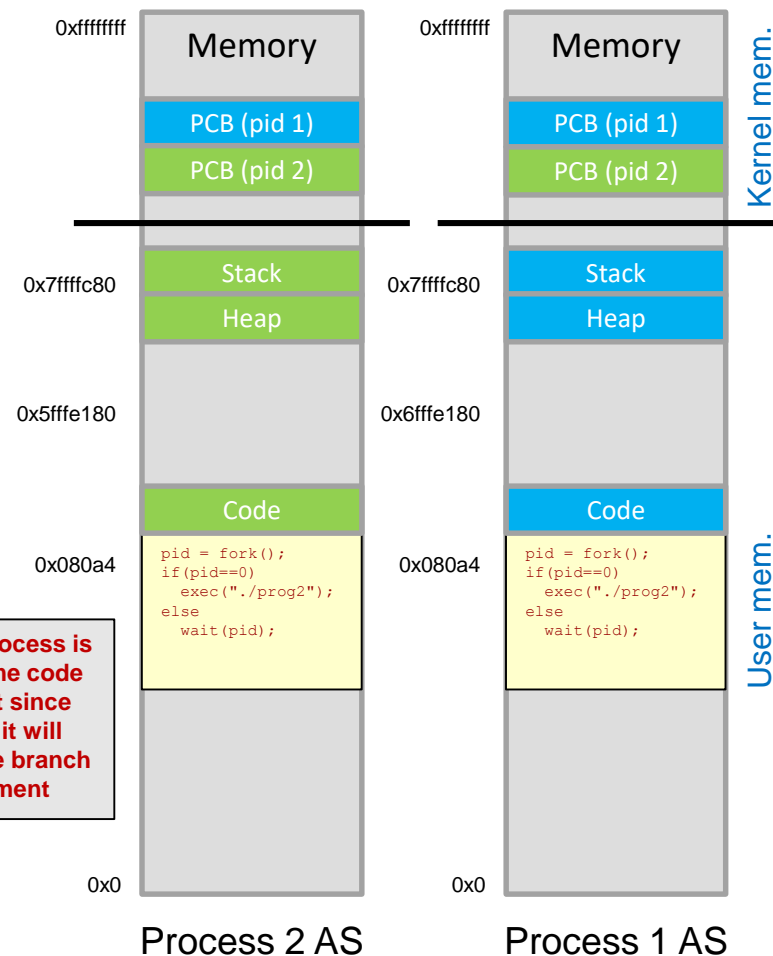 0xffffffff
Memory
PCB (pid 1)
PCB (pid 2)
0x7ffffc80
Stack
Heap
0x5fffe180
Code
0x080a4
pid = fork();
if(pid==0)
  exec("./prog2");
else
  wait(pid);
0x0
Process 2 AS
ocess is
ne code
t since
it will
e branch
ment
0xffffffff
Memory
PCB (pid 1)
PCB (pid 2)
0x7ffffc80
Stack
Heap
0x6fffe180
Code
0x080a4
pid = fork();
if(pid==0)
  exec("./prog2");
else
  wait(pid);
0x0
Process 1 AS
Kernel mem.
User mem.